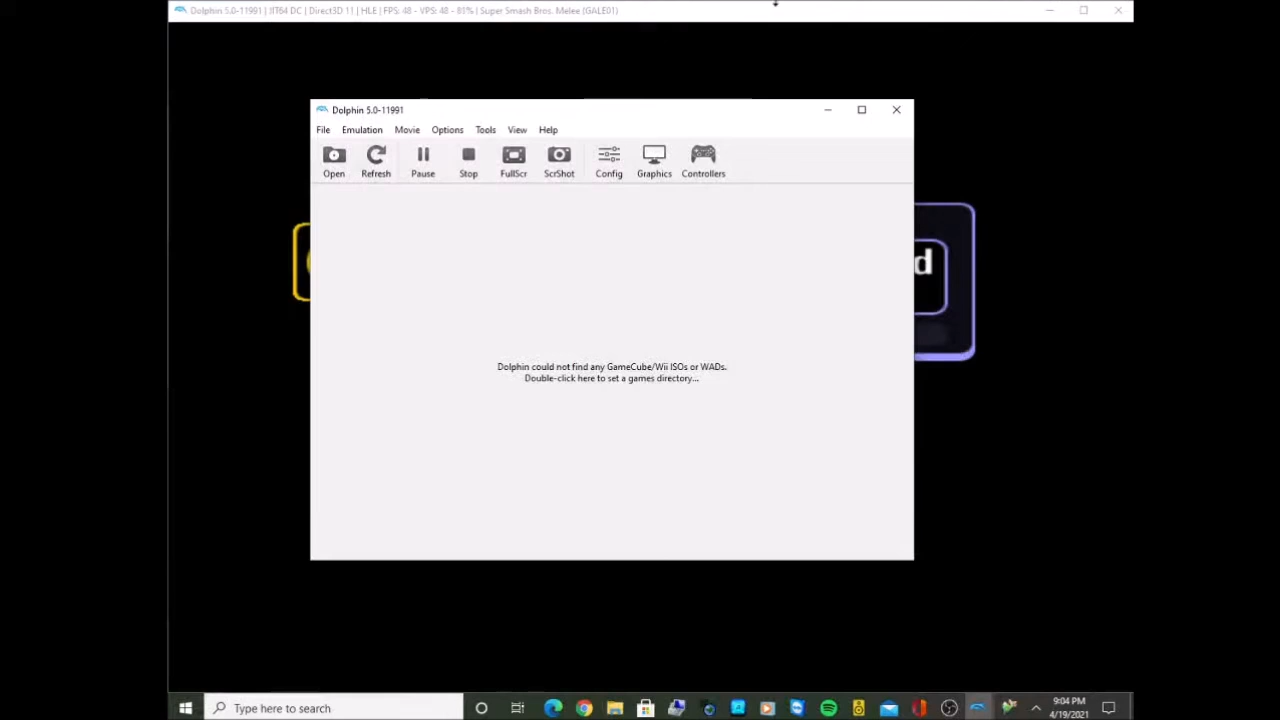 Dolphin 5.0-11991 | JIT64 DC | Direct3D 11 | HLE | FPS: 48 - VPS: 48 - 80% | Super Smash Bros. Melee (GALE01)
Dolphin 5.0-11991
File Emulation Movie Options Tools View Help
Open Refresh Pause Stop FullScr ScrShot Config Graphics Controllers
d
Dolphin could not find any GameCube/Wii ISOs or WADs.
Double-click here to set a games directory...
Type here to search
9:04 PM
4/19/2021